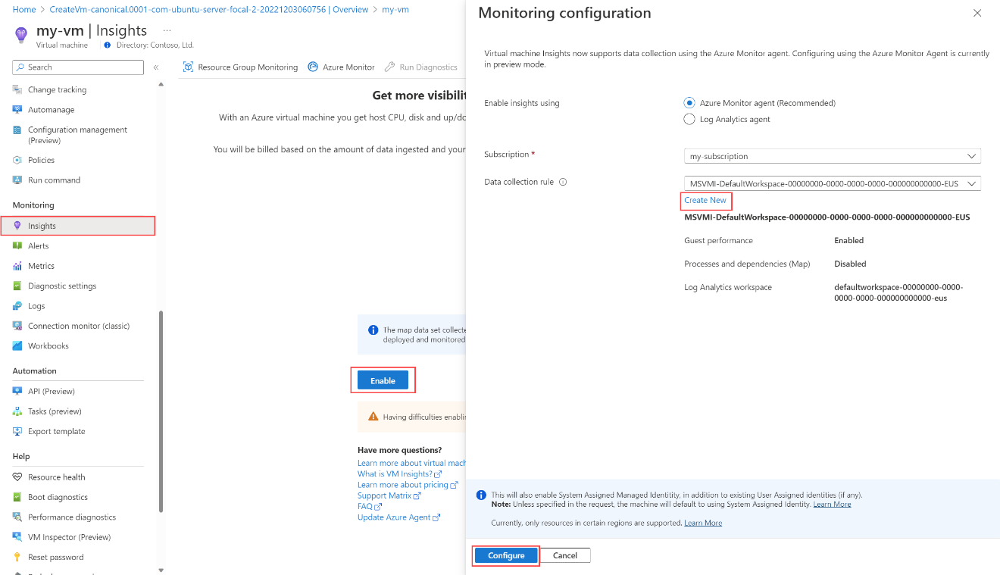 Home > CreateVm-canonical.0001-com-ubuntu-server-focal-2-20221203060756 | Overview > my-vm
my-vm | Insights ...
Virtual machine
Directory: Contoso, Ltd.
Search
«
Change tracking
Automanage
Configuration management
(Preview)
Policies
Run command
Monitoring
Insights
Alerts
Metrics
Diagnostic settings
Logs
Connection monitor (classic)
Workbooks
Automation
API (Preview)
Tasks (preview)
Export template
Help
Resource health
Boot diagnostics
Performance diagnostics
VM Inspector (Preview)
Reset password
Resource Group Monitoring
Azure Monitor
Run Diagnostics
Get more visibilit
With an Azure virtual machine you get host CPU, disk and up/do
You will be billed based on the amount of data ingested and your
The map data set collecte
deployed and monitored
Enable
Having difficulties enablin
Have more questions?
Learn more about virtual mach
What is VM Insights?
Learn more about pricing
Support Matrix
FAQ
Update Azure Agent
Monitoring configuration
Virtual machine Insights now supports data collection using the Azure Monitor agent. Configuring using the Azure Monitor Agent is currently
in preview mode.
Enable insights using
Azure Monitor agent (Recommended)
Log Analytics agent
Subscription *
my-subscription
Data collection rule
MSVMI-DefaultWorkspace-00000000-0000-0000-0000-000000000000-EUS
Create New
MSVMI-DefaultWorkspace-00000000-0000-0000-0000-000000000000-EUS
Guest performance
Enabled
Processes and dependencies (Map)
Disabled
Log Analytics workspace
defaultworkspace-00000000-0000-
0000-0000-000000000000-eus
This will also enable System Assigned Managed Identitity, in addition to existing User Assigned identities (if any).
Note: Unless specified in the request, the machine will default to using System Assigned Identity. Learn More
Currently, only resources in certain regions are supported. Learn More
Configure
Cancel